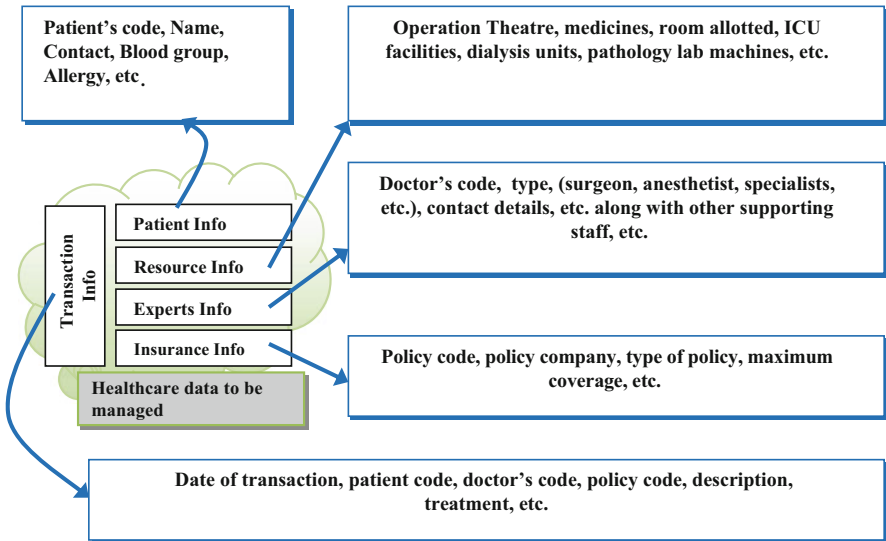 Patient's code, Name,
Contact, Blood group,
Allergy, etc.
Operation Theatre, medicines, room allotted, ICU
facilities, dialysis units, pathology lab machines, etc.
Doctor's code, type, (surgeon, anesthetist, specialists,
etc.), contact details, etc. along with other supporting
staff, etc.
Transaction
Info
Patient Info
Resource Info
Experts Info
Insurance Info
Healthcare data to be
managed
Policy code, policy company, type of policy, maximum
coverage, etc.
Date of transaction, patient code, doctor's code, policy code, description,
treatment, etc.